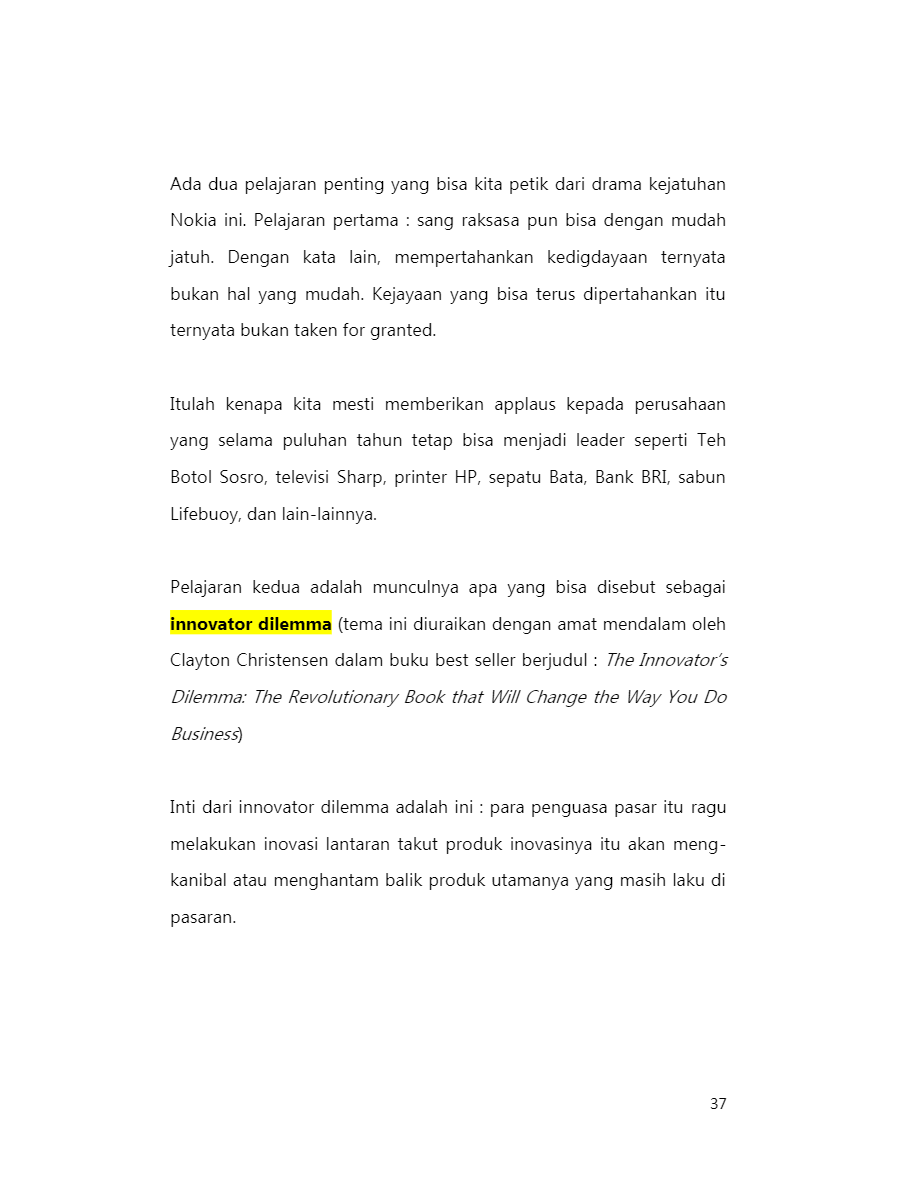 Ada dua pelajaran penting yang bisa kita petik dari drama kejatuhan
Nokia ini. Pelajaran pertama : sang raksasa pun bisa dengan mudah
jatuh. Dengan kata lain, mempertahankan kedigdayaan ternyata
bukan hal yang mudah. Kejayaan yang bisa terus dipertahankan itu
ternyata bukan taken for granted.
Itulah kenapa kita mesti memberikan applaus kepada perusahaan
yang selama puluhan tahun tetap bisa menjadi leader seperti Teh
Botol Sosro, televisi Sharp, printer HP, sepatu Bata, Bank BRI, sabun
Lifebuoy, dan lain-lainnya.
Pelajaran kedua adalah munculnya apa yang bisa disebut sebagai
innovator dilemma (tema ini diuraikan dengan amat mendalam oleh
Clayton Christensen dalam buku best seller berjudul : The Innovator's
Dilemma: The Revolutionary Book that Will Change the Way You Do
Business)
Inti dari innovator dilemma adalah ini : para penguasa pasar itu ragu
melakukan inovasi lantaran takut produk inovasinya itu akan meng-
kanibal atau menghantam balik produk utamanya yang masih laku di
pasaran.
37